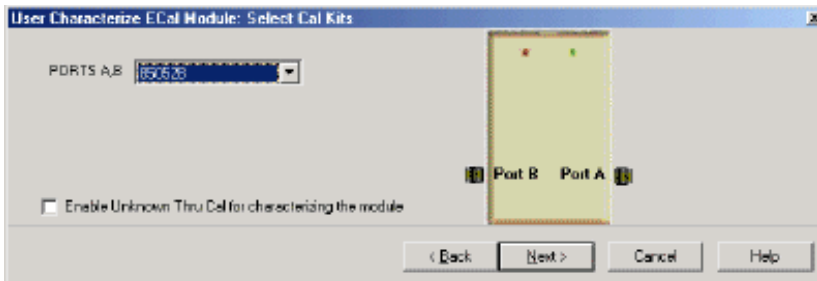 User Characterize ECal Module: Select Cal Kits
PORTS A,B 85052B
Port B Port A
Enable Unknown Thru Cal for characterizing the module
< Back Next > Cancel Help